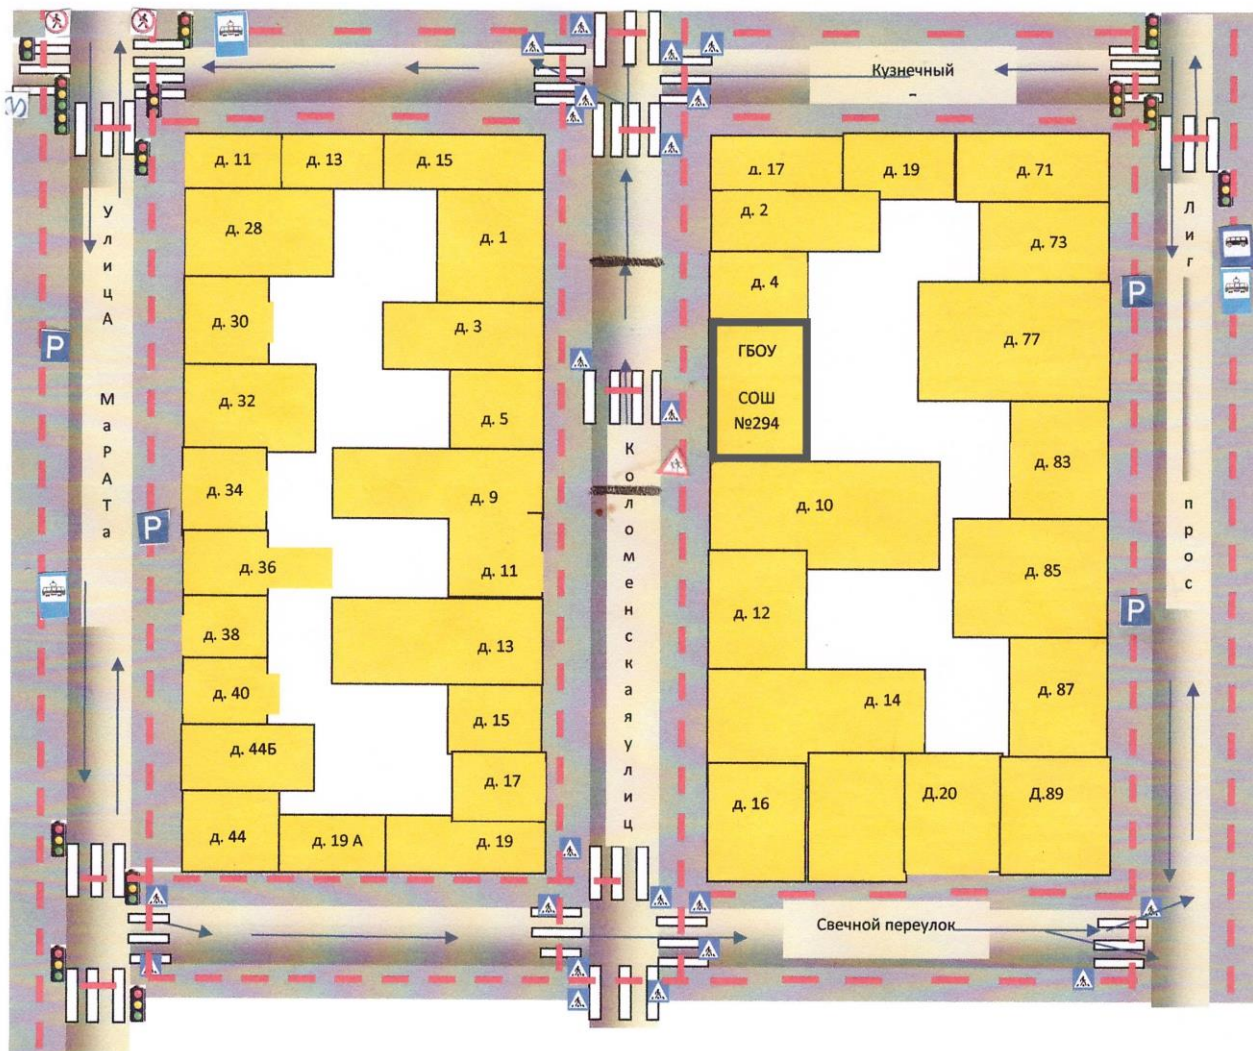 Кузнечный
-
д. 11
д. 13
д. 15
д. 17
д. 19
д. 71
д. 28
д. 1
д. 2
д. 73
д. 4
д. 30
д. 3
д. 77
ГБОУ
СОШ
№294
д. 32
д. 5
д. 34
д. 9
д. 83
д. 10
д. 36
д. 11
д. 85
д. 38
д. 13
д. 12
д. 40
д. 15
д. 14
д. 87
д. 44Б
д. 17
д. 16
Д.20
Д.89
д. 44
д. 19 А
д. 19
Свечной переулок
УлицА МаРАТа
Коломенская улиц
Лиг прос
P
P
P
P